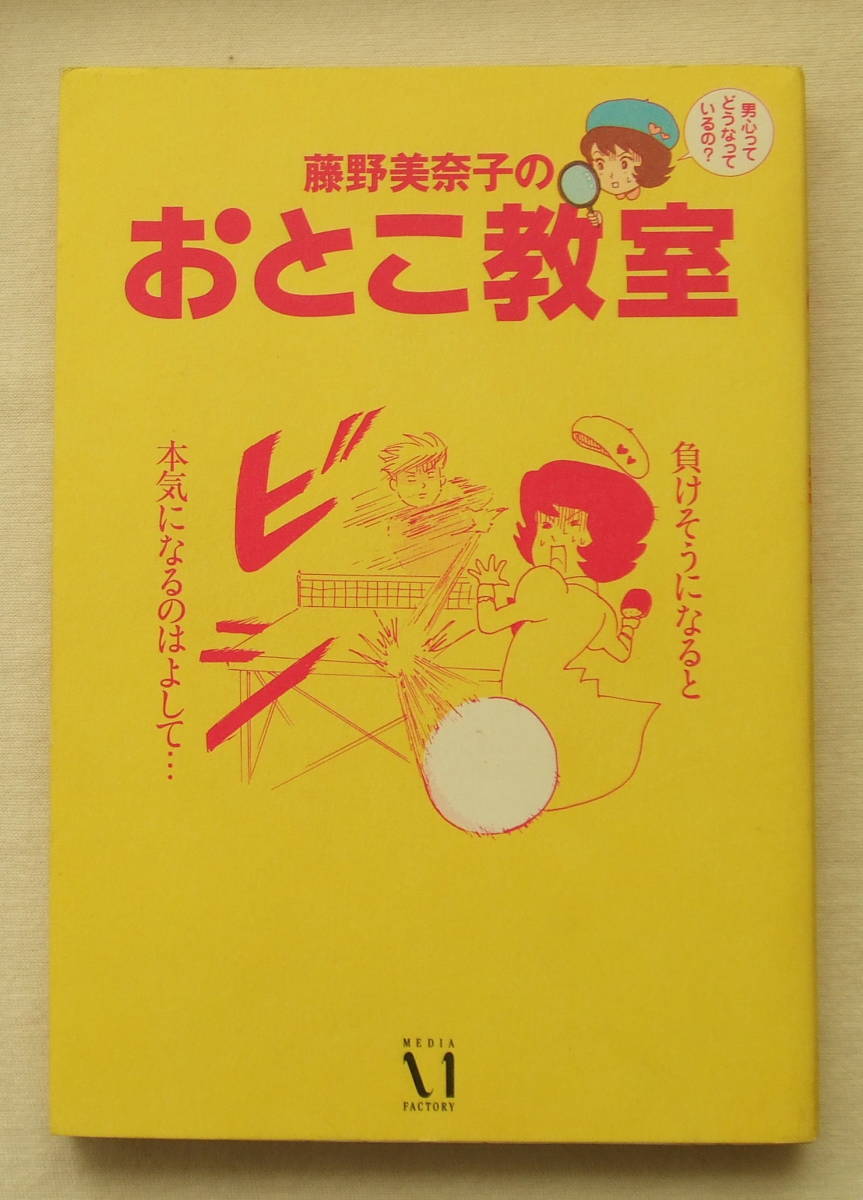 男心って
どうなって
いるの？
藤野美奈子の
おとこ教室
負けそうになると
本気になるのはよして…
ビシ
MEDIA
FACTORY